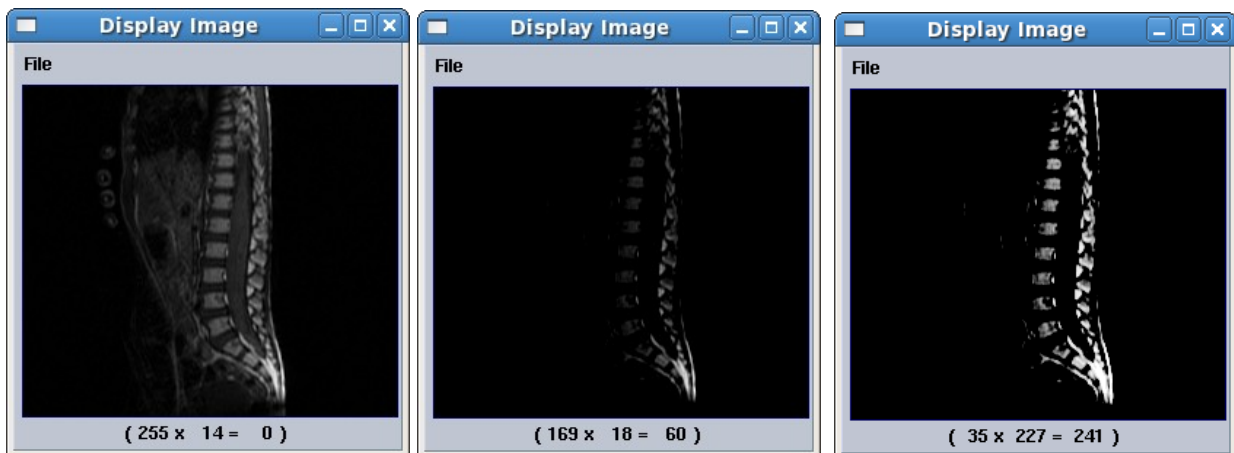 Display Image
File
( 255 x 14 = 0 )
Display Image
File
( 169 x 18 = 60 )
Display Image
File
( 35 x 227 = 241 )